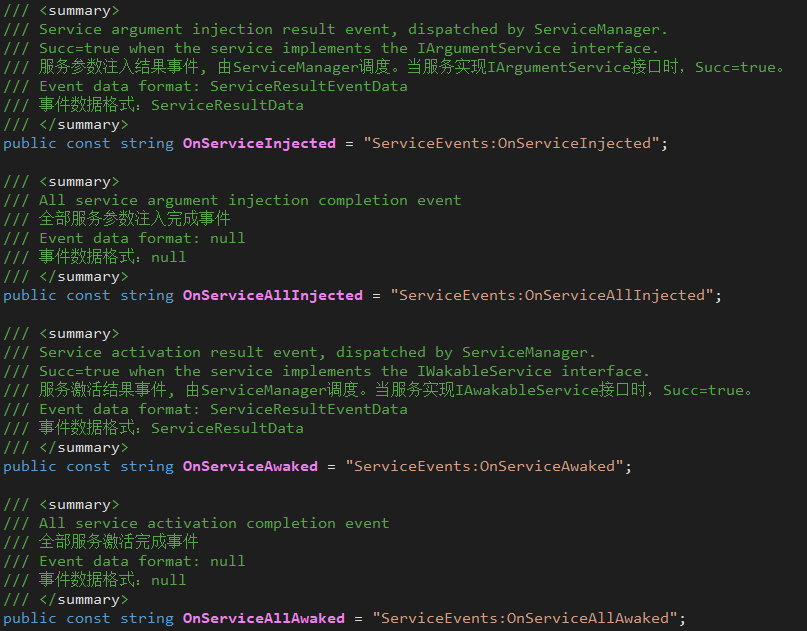 /// <summary>
/// Service argument injection result event, dispatched by ServiceManager.
/// Succ=true when the service implements the IArgumentService interface.
/// 服务参数注入结果事件, 由ServiceManager调度。当服务实现IArgumentService接口时，Succ=true。
/// Event data format: ServiceResultEventData
/// 事件数据格式：ServiceResultData
/// </summary>
public const string OnServiceInjected = "ServiceEvents:OnServiceInjected";

/// <summary>
/// All service argument injection completion event
/// 全部服务参数注入完成事件
/// Event data format: null
/// 事件数据格式：null
/// </summary>
public const string OnServiceAllInjected = "ServiceEvents:OnServiceAllInjected";

/// <summary>
/// Service activation result event, dispatched by ServiceManager.
/// Succ=true when the service implements the IWakableService interface.
/// 服务激活结果事件, 由ServiceManager调度。当服务实现IAwakableService接口时，Succ=true。
/// Event data format: ServiceResultEventData
/// 事件数据格式：ServiceResultData
/// </summary>
public const string OnServiceAwaked = "ServiceEvents:OnServiceAwaked";

/// <summary>
/// All service activation completion event
/// 全部服务激活完成事件
/// Event data format: null
/// 事件数据格式：null
/// </summary>
public const string OnServiceAllAwaked = "ServiceEvents:OnServiceAllAwaked";